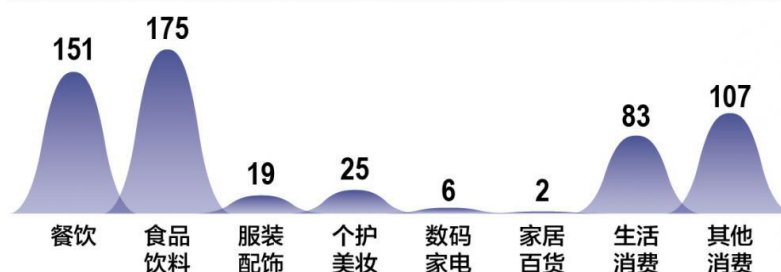 151
175
19
25
6
2
83
107
餐饮
食品
饮料
服装
配饰
个护
美妆
数码
家电
家居
百货
生活
消费
其他
消费